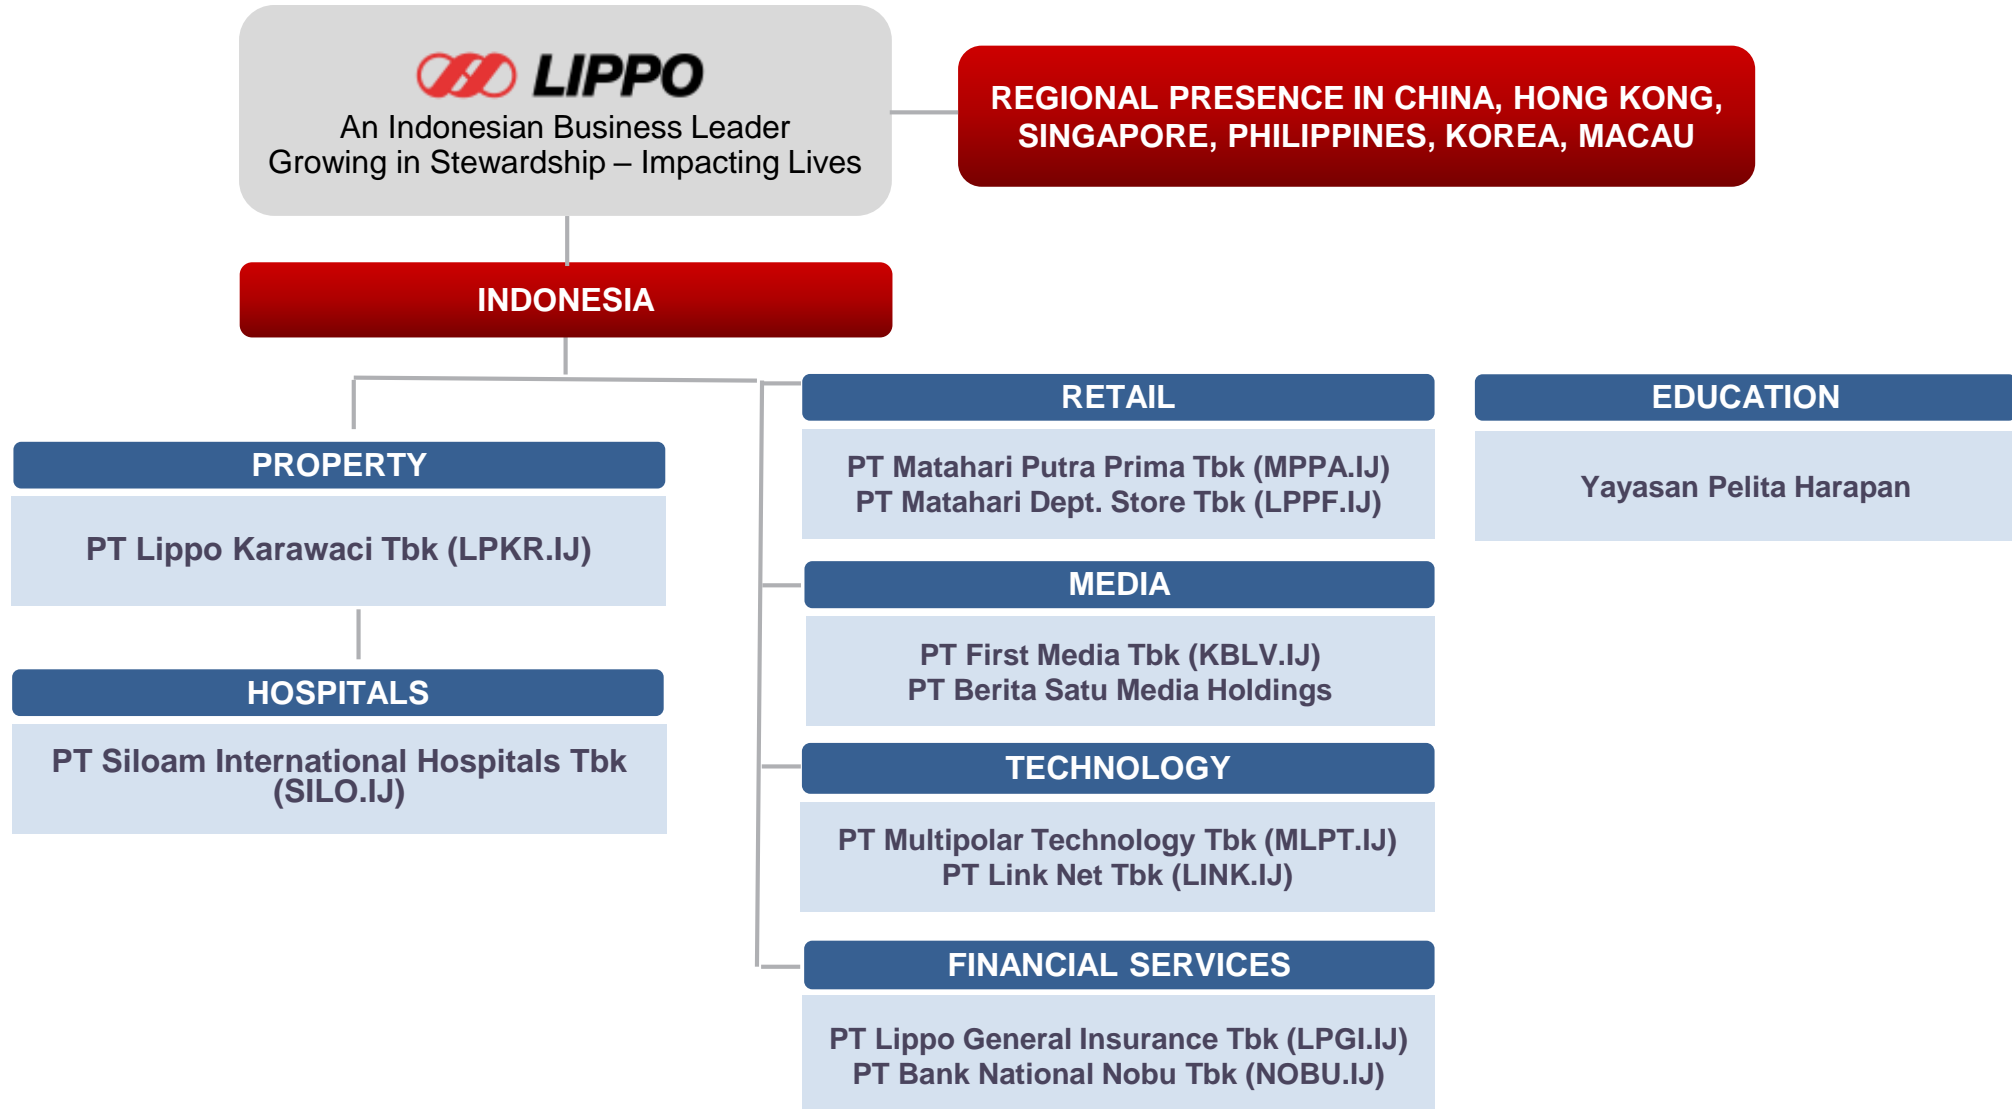 LIPPO
An Indonesian Business Leader
Growing in Stewardship – Impacting Lives
REGIONAL PRESENCE IN CHINA, HONG KONG,
SINGAPORE, PHILIPPINES, KOREA, MACAU
INDONESIA
PROPERTY
PT Lippo Karawaci Tbk (LPKR.IJ)
HOSPITALS
PT Siloam International Hospitals Tbk
(SILO.IJ)
RETAIL
PT Matahari Putra Prima Tbk (MPPA.IJ)
PT Matahari Dept. Store Tbk (LPPF.IJ)
MEDIA
PT First Media Tbk (KBLV.IJ)
PT Berita Satu Media Holdings
TECHNOLOGY
PT Multipolar Technology Tbk (MLPT.IJ)
PT Link Net Tbk (LINK.IJ)
FINANCIAL SERVICES
PT Lippo General Insurance Tbk (LPGI.IJ)
PT Bank National Nobu Tbk (NOBU.IJ)
EDUCATION
Yayasan Pelita Harapan